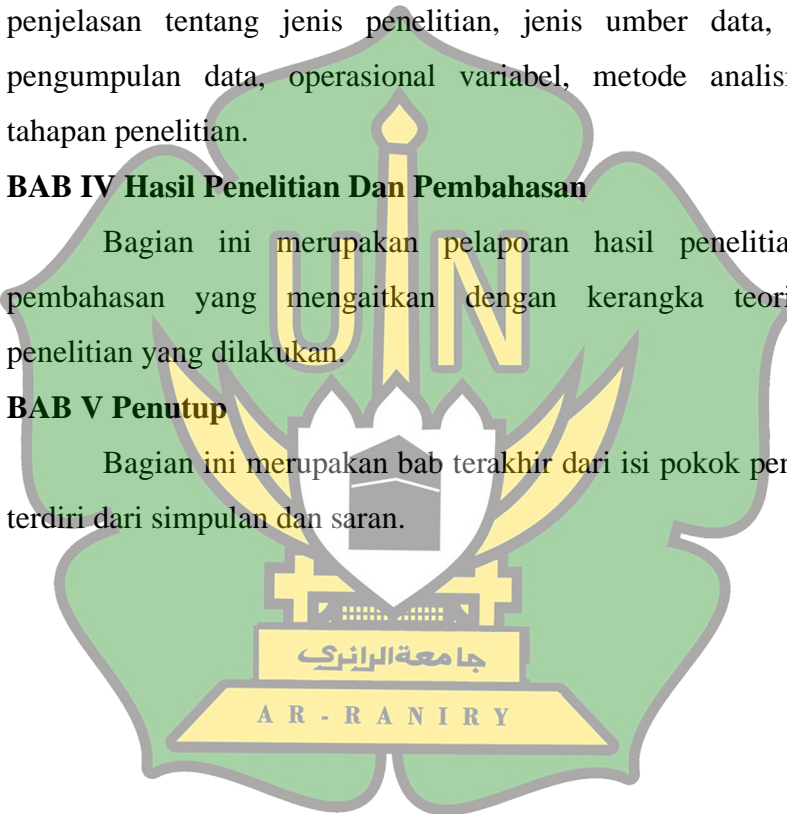 penjelasan tentang jenis penelitian, jenis umber data,
pengumpulan data, operasional variabel, metode analisi
tahapan penelitian.
BAB IV Hasil Penelitian Dan Pembahasan
Bagian ini merupakan pelaporan hasil penelitia
pembahasan yang mengaitkan dengan kerangka teori
penelitian yang dilakukan.
BAB V Penutup
Bagian ini merupakan bab terakhir dari isi pokok pen
terdiri dari simpulan dan saran.
UIN
جامعةالرانري
AR-RANIRY